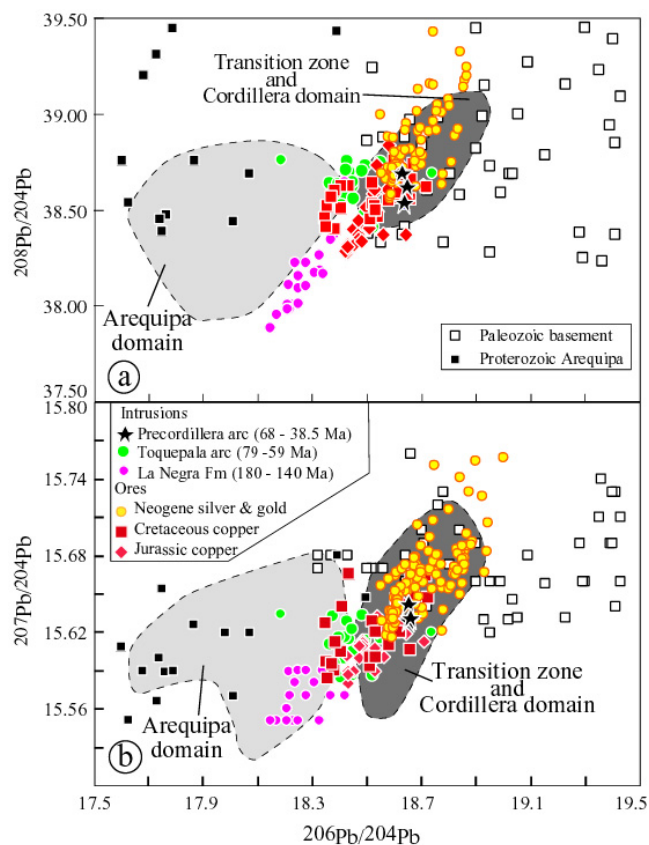 39.50
39.00
38.50
38.00
37.50
208Pb/204Pb
Transition zone
and
Cordillera domain
Arequipa
domain
Paleozoic basement
Proterozoic Arequipa
a
15.80
15.74
15.68
15.62
15.56
207Pb/204Pb
Intrusions
Precordillera arc (68 - 38.5 Ma)
Toquepala arc (79 -59 Ma)
La Negra Fm (180 - 140 Ma)
Ores
Neogene silver & gold
Cretaceous copper
Jurassic copper
Transition zone
and
Cordillera domain
Arequipa
domain
b
17.5 17.9 18.3 18.7 19.1 19.5
206Pb/204Pb